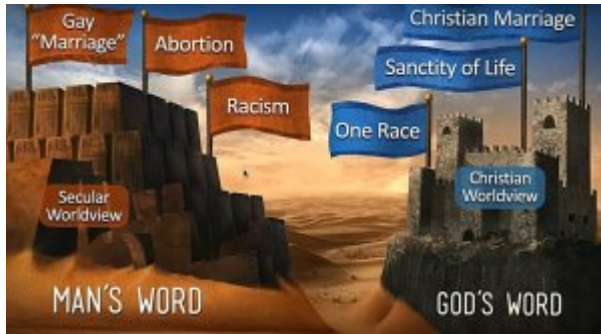 Gay
"Marriage"
Abortion
Racism
Secular
Worldview
MAN'S WORD
Christian Marriage
Sanctity of Life
One Race
Christian
Worldview
GOD'S WORD